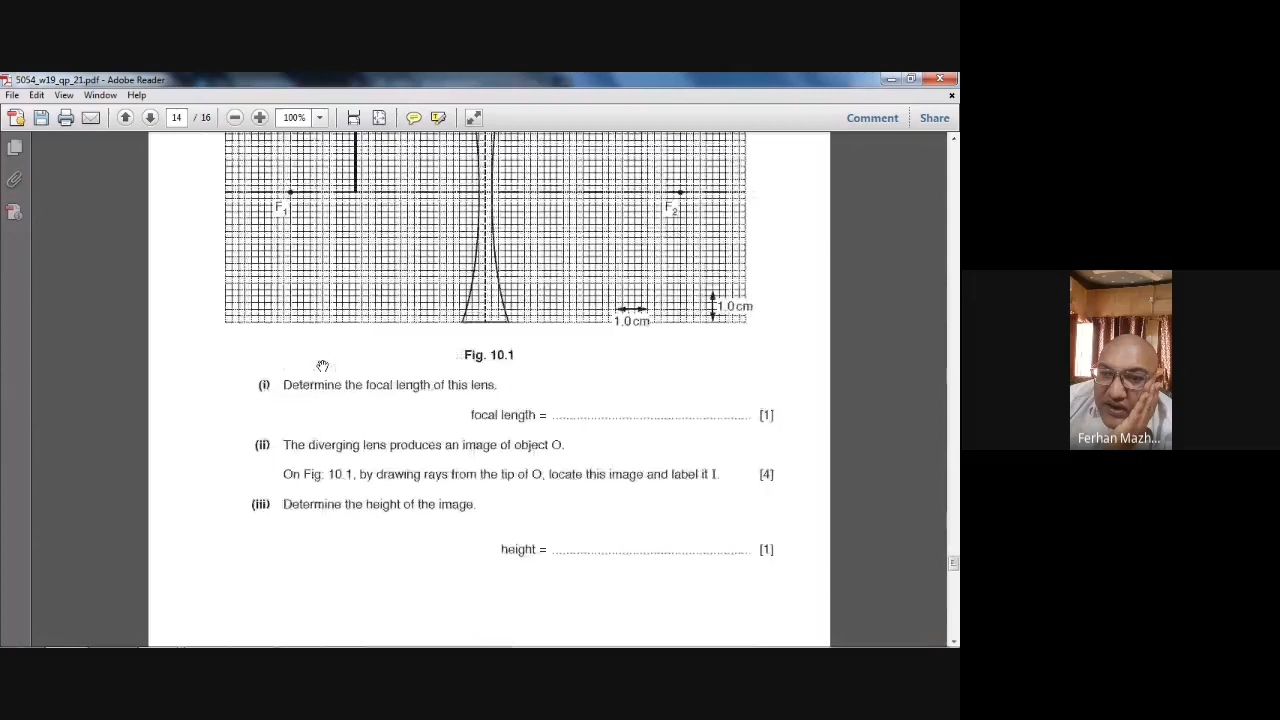 5054_w19_qp_21.pdf - Adobe Reader
File Edit View Window Help
14 / 16 100% Comment Share
F1 F2
1.0 cm
1.0 cm
Fig. 10.1
(i) Determine the focal length of this lens.
focal length = .......................................................... [1]
(ii) The diverging lens produces an image of object O.
On Fig: 10.1, by drawing rays from the tip of O, locate this image and label it I. [4]
(iii) Determine the height of the image.
height = .......................................................... [1]
Ferhan Mazh...